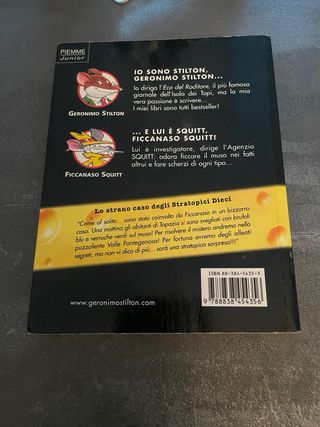 PIEMME
Junior
IO SONO STILTON,
GERONIMO STILTON...
Io dirigo l'Eco del Roditore, il più famoso
giornale dell'Isola dei Topi, ma la mia
vera passione è scrivere...
I miei libri sono tutti bestseller!
GERONIMO STILTON
... E LUI È SQUITT,
FICCANASO SQUITT!
Lui è investigatore, dirige l'Agenzia
SQUITT: adora ficcare il muso nei fatti
altrui e fare scherzi di ogni tipo...
FICCANASO SQUITT
Lo strano caso degli Stratopici Dieci
"Come al solito... sono stato coinvolto da Ficcanaso in un bizzarro
caso. Una mattina gli abitanti di Topazia si sono svegliati con brufoli
blu e verruche verdi sul muso! Per risolvere il mistero andremo nella
puzzolente Valle Panteganosa! Per fortuna avremo degli alleati
segreti, ma non vi dico di più... sarà una stratopica sorpresa!!!"
ISBN 88-384-5435-3
www.geronimostilton.com
9 788838 454356